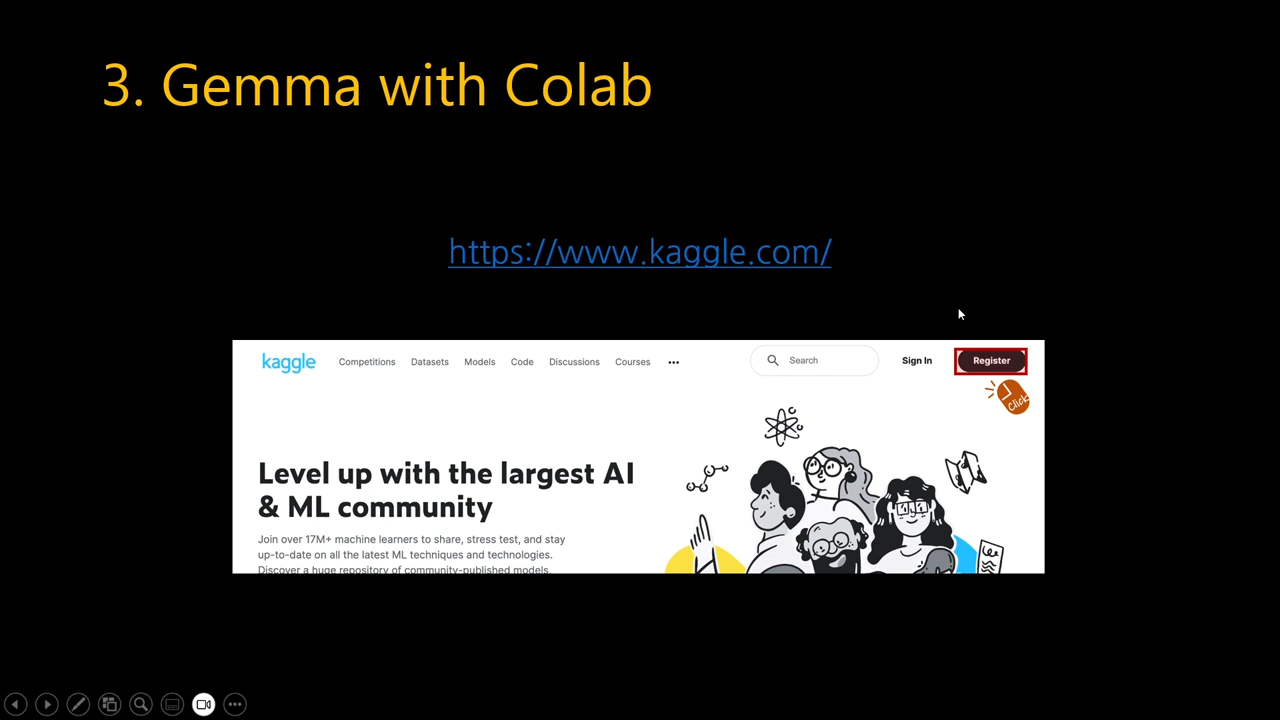 3. Gemma with Colab
https://www.kaggle.com/
kaggle Competitions Datasets Models Code Discussions Courses ••• Search Sign In Register
Click
Level up with the largest AI
& ML community
Join over 17M+ machine learners to share, stress test, and stay
up-to-date on all the latest ML techniques and technologies.
Discover a huge repository of community-published models,